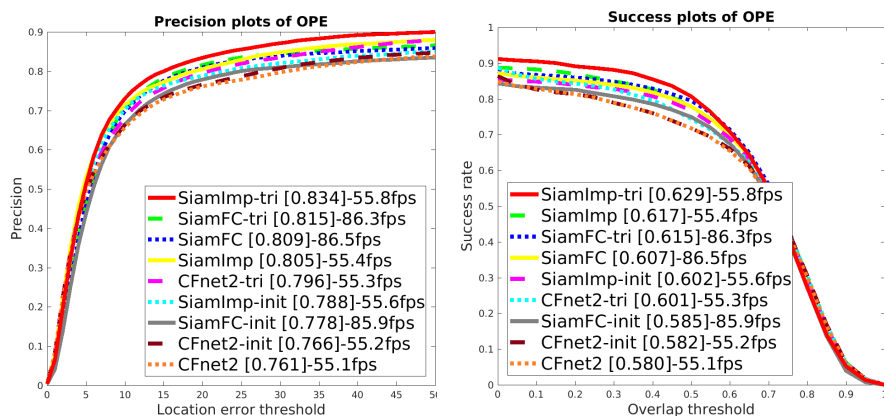 Precision plots of OPE
0.9
0.8
0.7
0.6
0.5
0.4
0.3
0.2
0.1
0
Precision
SiamImp-tri [0.834]-55.8fps
SiamFC-tri [0.815]-86.3fps
SiamFC [0.809]-86.5fps
SiamImp [0.805]-55.4fps
CFnet2-tri [0.796]-55.3fps
SiamImp-init [0.788]-55.6fps
SiamFC-init [0.778]-85.9fps
CFnet2-init [0.766]-55.2fps
CFnet2 [0.761]-55.1fps
0 5 10 15 20 25 30 35 40 45 50
Location error threshold
Success plots of OPE
1
0.9
0.8
0.7
0.6
0.5
0.4
0.3
0.2
0.1
0
Success rate
SiamImp-tri [0.629]-55.8fps
SiamImp [0.617]-55.4fps
SiamFC-tri [0.615]-86.3fps
SiamFC [0.607]-86.5fps
SiamImp-init [0.602]-55.6fps
CFnet2-tri [0.601]-55.3fps
SiamFC-init [0.585]-85.9fps
CFnet2-init [0.582]-55.2fps
CFnet2 [0.580]-55.1fps
0 0.1 0.2 0.3 0.4 0.5 0.6 0.7 0.8 0.9 1
Overlap threshold